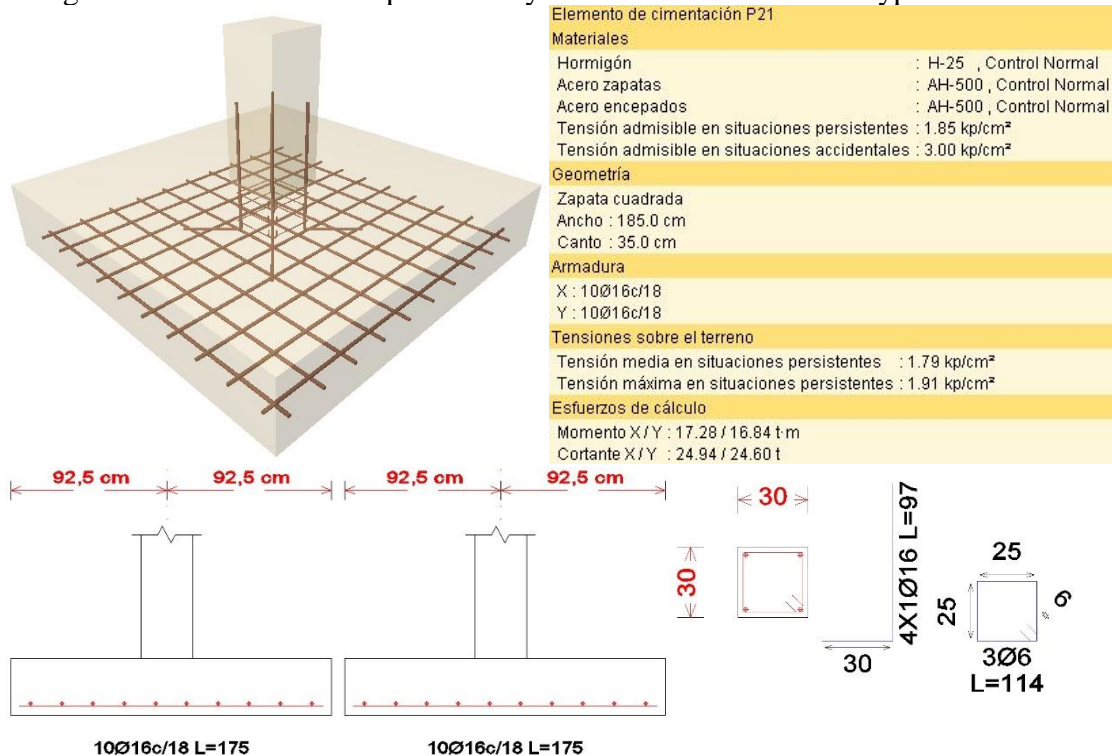 Elemento de cimentación P21
Materiales
Hormigón : H-25 , Control Normal
Acero zapatas : AH-500 , Control Normal
Acero encepados : AH-500 , Control Normal
Tensión admisible en situaciones persistentes : 1.85 kp/cm²
Tensión admisible en situaciones accidentales : 3.00 kp/cm²
Geometría
Zapata cuadrada
Ancho : 185.0 cm
Canto : 35.0 cm
Armadura
X : 10Ø16c/18
Y : 10Ø16c/18
Tensiones sobre el terreno
Tensión media en situaciones persistentes : 1.79 kp/cm²
Tensión máxima en situaciones persistentes : 1.91 kp/cm²
Esfuerzos de cálculo
Momento X / Y : 17.28 / 16.84 t·m
Cortante X / Y : 24.94 / 24.60 t
92,5 cm 92,5 cm 92,5 cm 92,5 cm
30
30
30
4X1Ø16 L=97
25
25
6
3Ø6
L=114
10Ø16c/18 L=175 10Ø16c/18 L=175